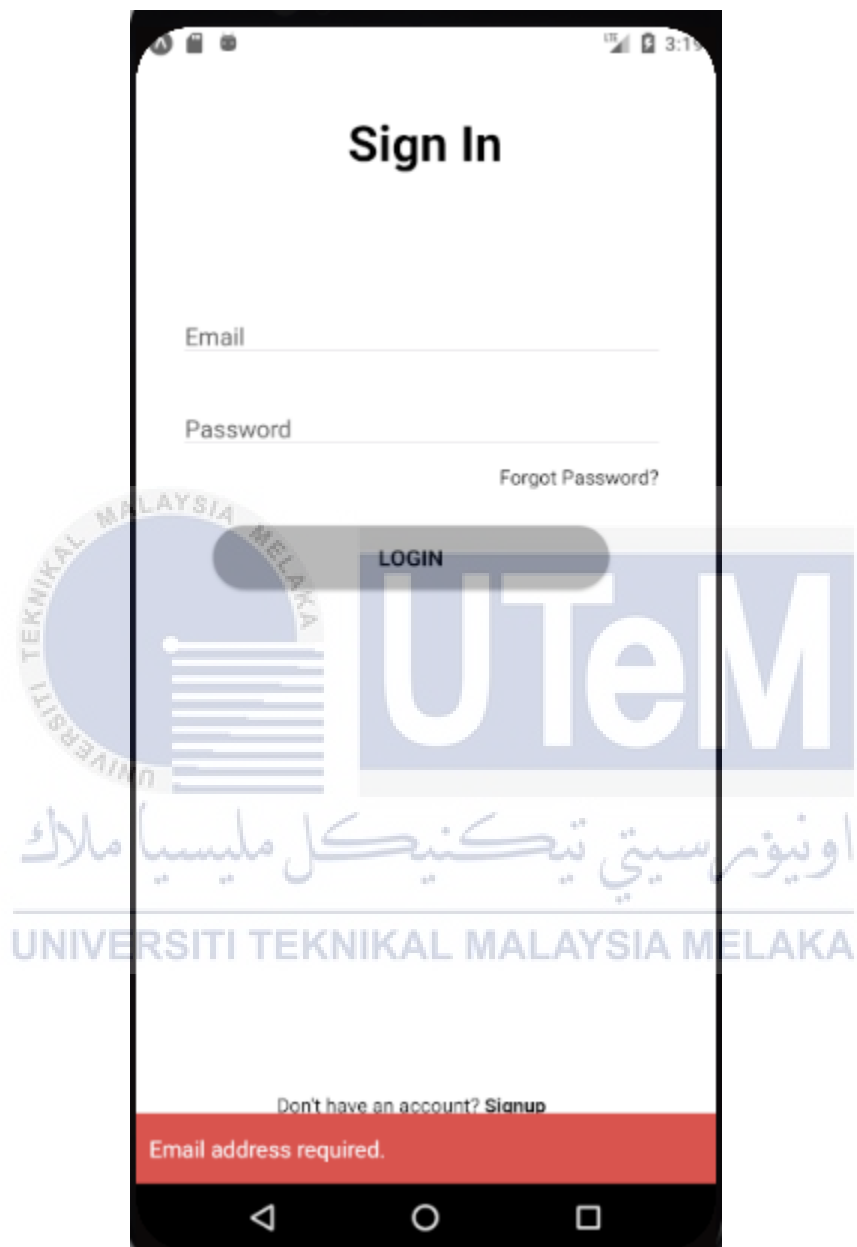 LTE 3:19
Sign In
Email
Password
Forgot Password?
LOGIN
UNIVERSITI TEKNIKAL MALAYSIA MELAKA
UTeM
اونيۏرسيتي تيكنيكل مليسيا ملاك
UNIVERSITI TEKNIKAL MALAYSIA MELAKA
Don't have an account? Signup
Email address required.